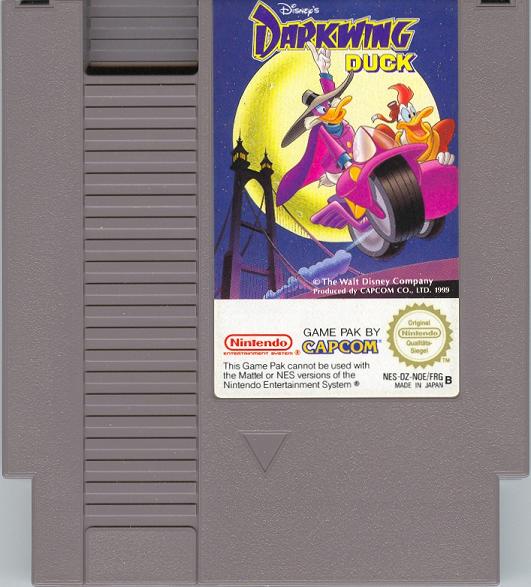 Disney's
DARKWING
DUCK
© The Walt Disney Company
Produced by CAPCOM CO., LTD. 1999
Nintendo
ENTERTAINMENT SYSTEM ®
GAME PAK BY
CAPCOM®
Original
Nintendo
Qualitäts-
Siegel
TM
This Game Pak cannot be used with
the Mattel or NES versions of the
Nintendo Entertainment System ®
NES-DZ-NOE/FRG B
MADE IN JAPAN